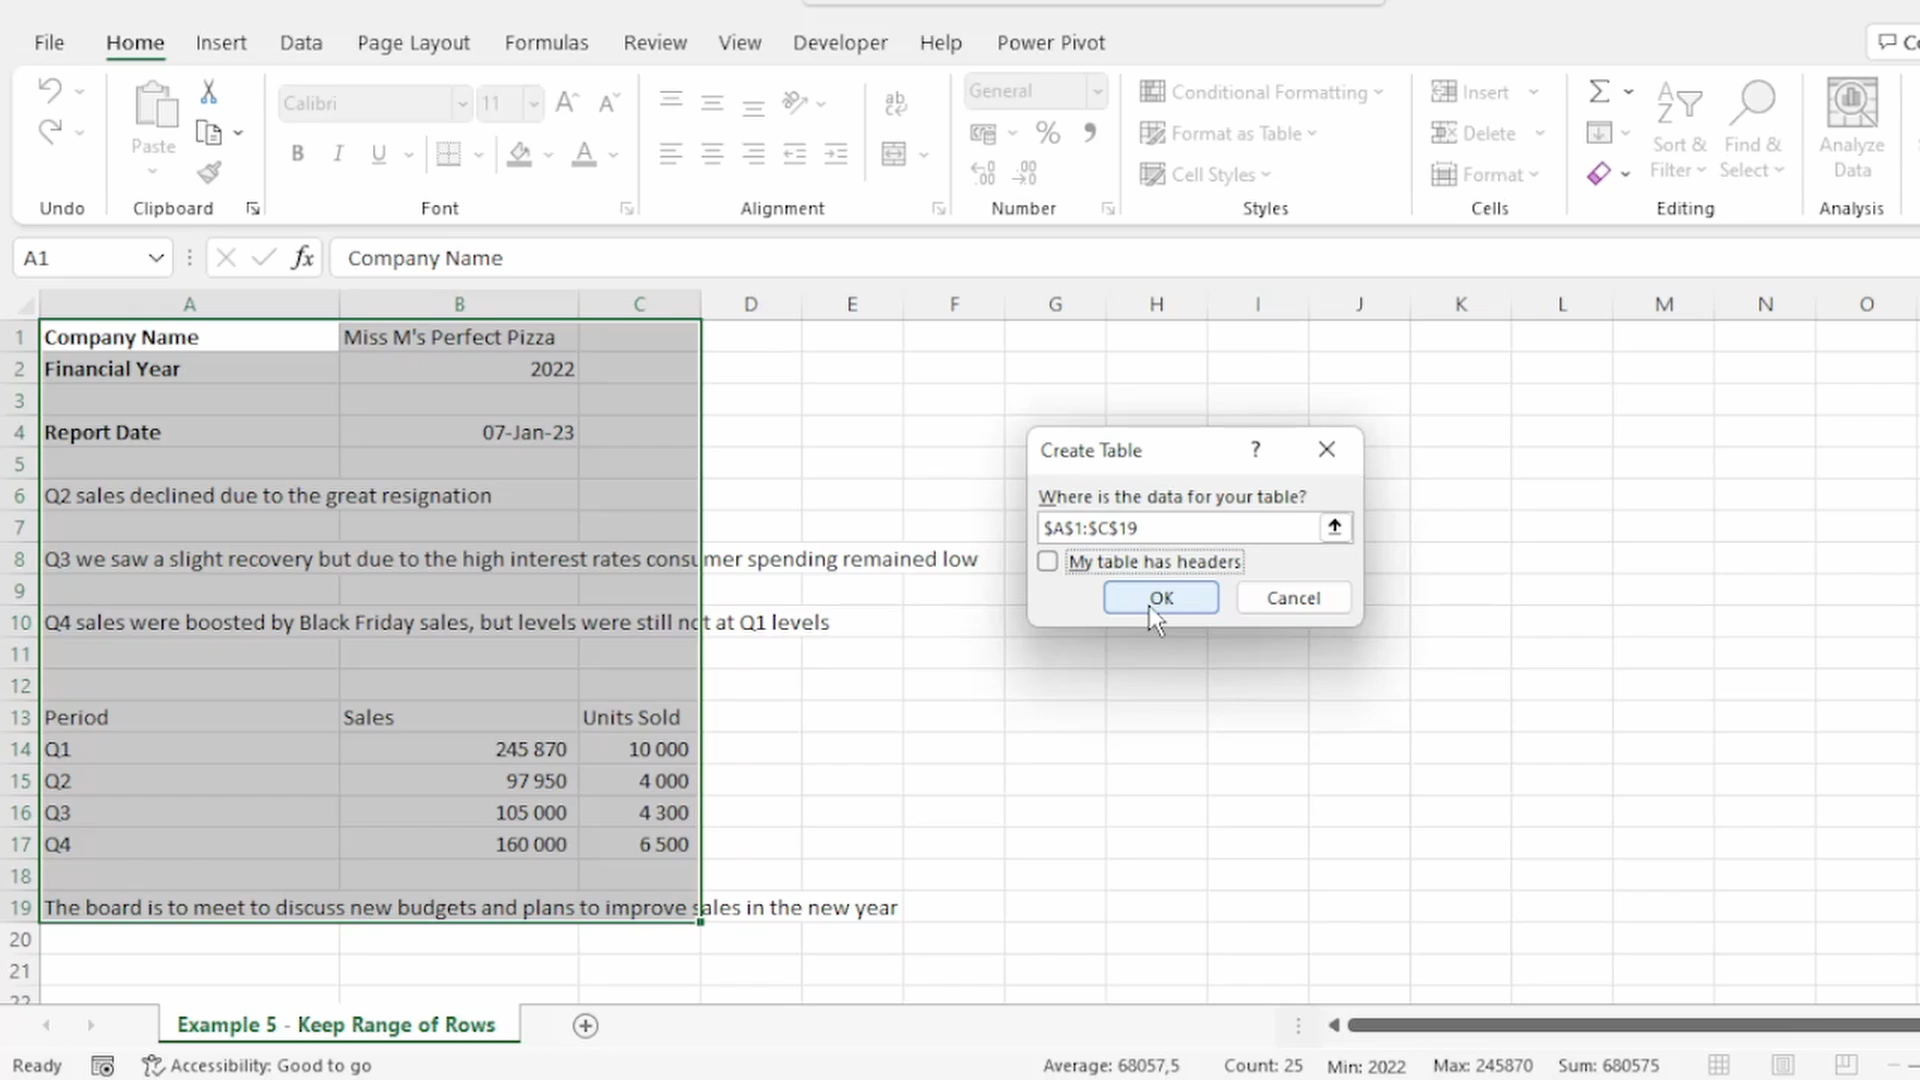 File Home Insert Data Page Layout Formulas Review View Developer Help Power Pivot
Calibri 11 General Conditional Formatting Insert
Paste B I U A % Format as Table Delete Sort & Filter Find & Select Analyze Data
Cell Styles Format
Undo Clipboard Font Alignment Number Styles Cells Editing Analysis
A1 fx Company Name
A B C D E F G H I J K L M N O
1 Company Name Miss M's Perfect Pizza
2 Financial Year 2022
3
4 Report Date 07-Jan-23
5
6 Q2 sales declined due to the great resignation
7
8 Q3 we saw a slight recovery but due to the high interest rates consumer spending remained low
9
10 Q4 sales were boosted by Black Friday sales, but levels were still not at Q1 levels
11
12
13 Period Sales Units Sold
14 Q1 245 870 10 000
15 Q2 97 950 4 000
16 Q3 105 000 4 300
17 Q4 160 000 6 500
18
19 The board is to meet to discuss new budgets and plans to improve sales in the new year
20
21
22
Create Table ?
Where is the data for your table?
$A$1:$C$19
My table has headers
OK Cancel
Example 5 - Keep Range of Rows
Ready Accessibility: Good to go Average: 68057,5 Count: 25 Min: 2022 Max: 245870 Sum: 680575